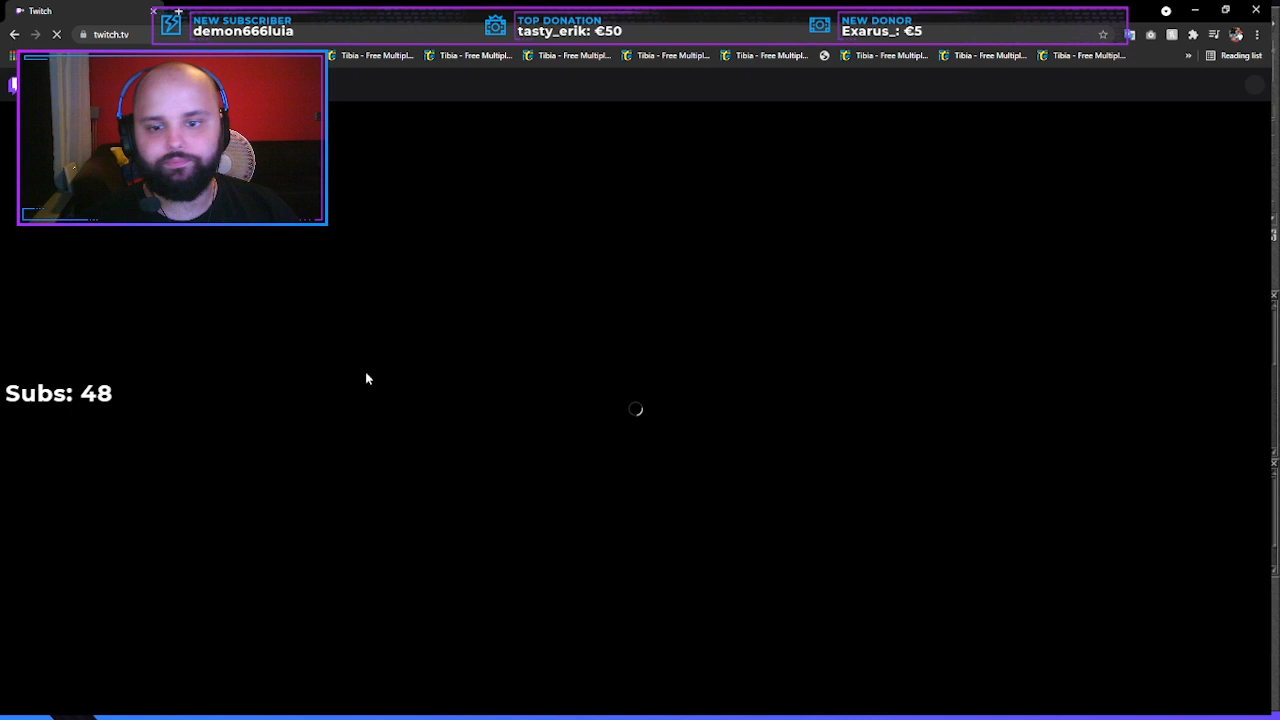 Twitch
NEW SUBSCRIBER
demon666luia
TOP DONATION
tasty_erik: €50
NEW DONOR
Exarus_: €5
twitch.tv
Tibia - Free Multipl...
Tibia - Free Multipl...
Tibia - Free Multipl...
Tibia - Free Multipl...
Tibia - Free Multipl...
Tibia - Free Multipl...
Tibia - Free Multipl...
Tibia - Free Multipl...
Reading list
Subs: 48